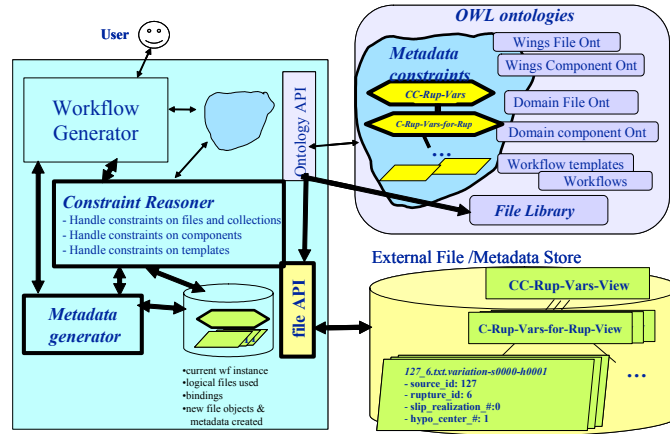 User
Workflow
Generator
Ontology API
Constraint Reasoner
- Handle constraints on files and collections
- Handle constraints on components
- Handle constraints on templates
Metadata
generator
file API
•current wf instance
•logical files used
•bindings
•new file objects &
metadata created
OWL ontologies
Metadata
constraints
CC-Rup-Vars
C-Rup-Vars-for-Rup
...
Wings File Ont
Wings Component Ont
Domain File Ont
Domain component Ont
Workflow templates
Workflows
File Library
External File /Metadata Store
CC-Rup-Vars-View
C-Rup-Vars-for-Rup-View
127_6.txt.variation-s0000-h0001
- source_id: 127
- rupture_id: 6
- slip_realization_#:0
- hypo_center_#: 1
...